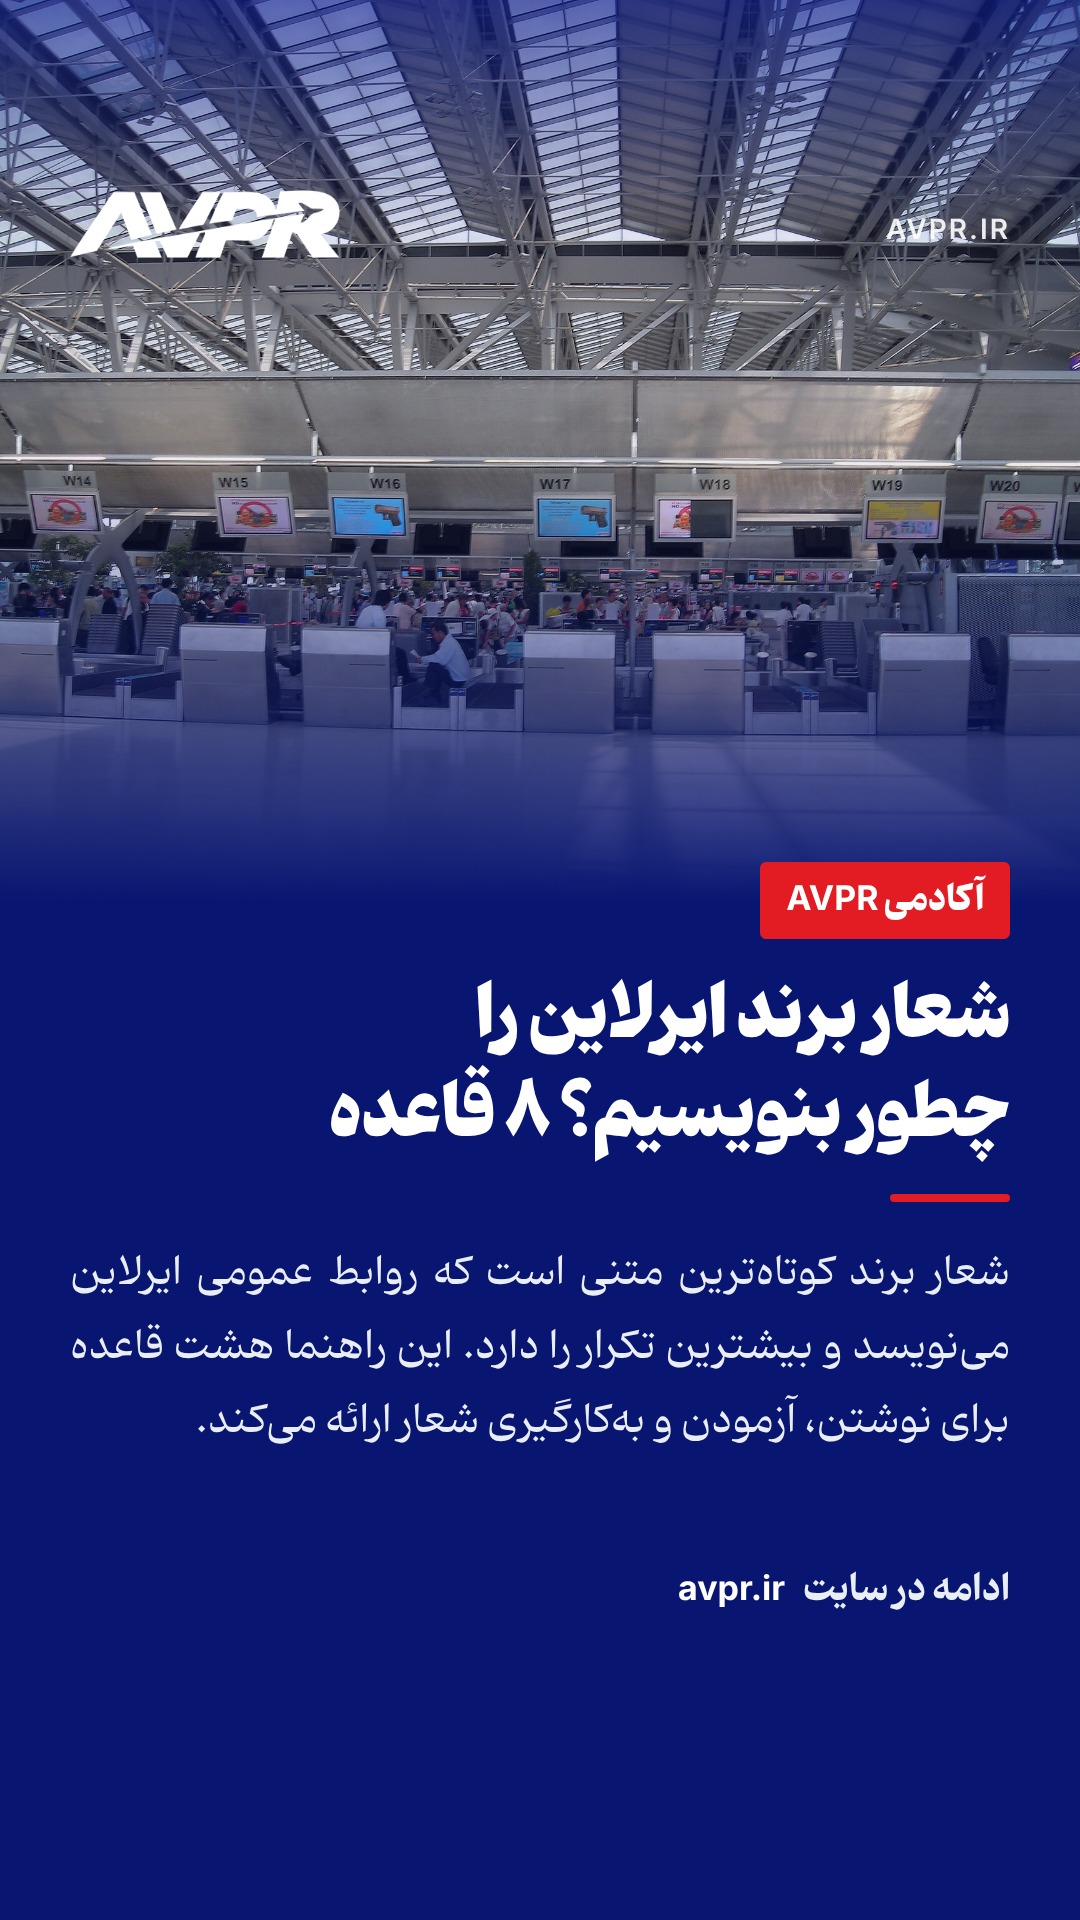 AVPR
AVPR.IR
W14
W15
W16
W17
W18
W19
W20
آکادمی AVPR
شعار برند ایرلاین را
چطور بنویسیم؟ ۸ قاعده
شعار برند کوتاه‌ترین متنی است که روابط عمومی ایرلاین
می‌نویسد و بیشترین تکرار را دارد. این راهنما هشت قاعده
برای نوشتن، آزمودن و به‌کارگیری شعار ارائه می‌کند.
ادامه در سایت avpr.ir